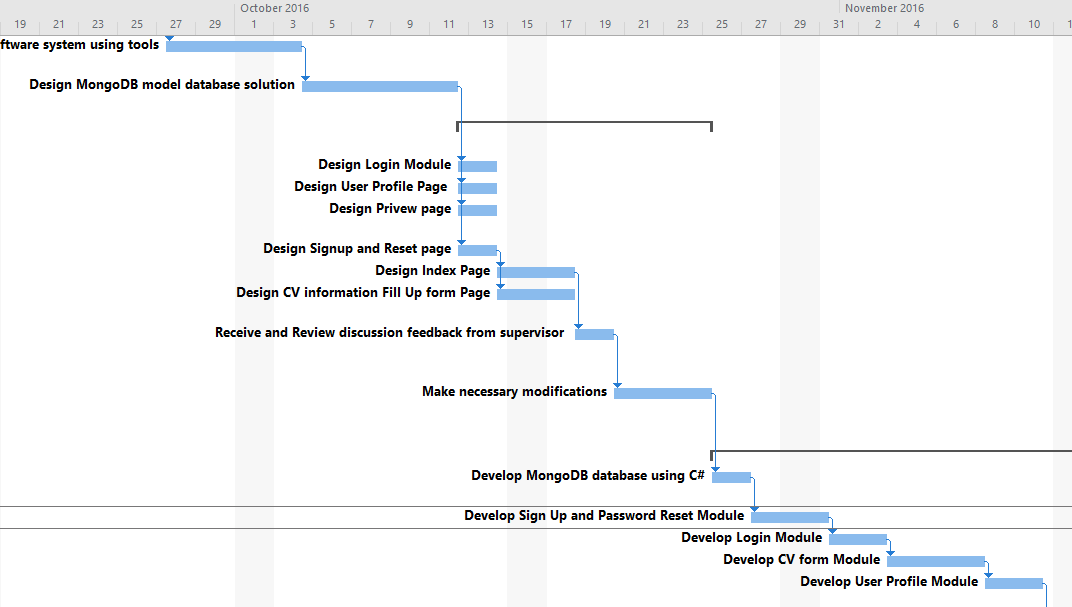 October 2016 November 2016
19 21 23 25 27 29 1 3 5 7 9 11 13 15 17 19 21 23 25 27 29 31 2 4 6 8 10 1
ftware system using tools
Design MongoDB model database solution
Design Login Module
Design User Profile Page
Design Privew page
Design Signup and Reset page
Design Index Page
Design CV information Fill Up form Page
Receive and Review discussion feedback from supervisor
Make necessary modifications
Develop MongoDB database using C#
Develop Sign Up and Password Reset Module
Develop Login Module
Develop CV form Module
Develop User Profile Module